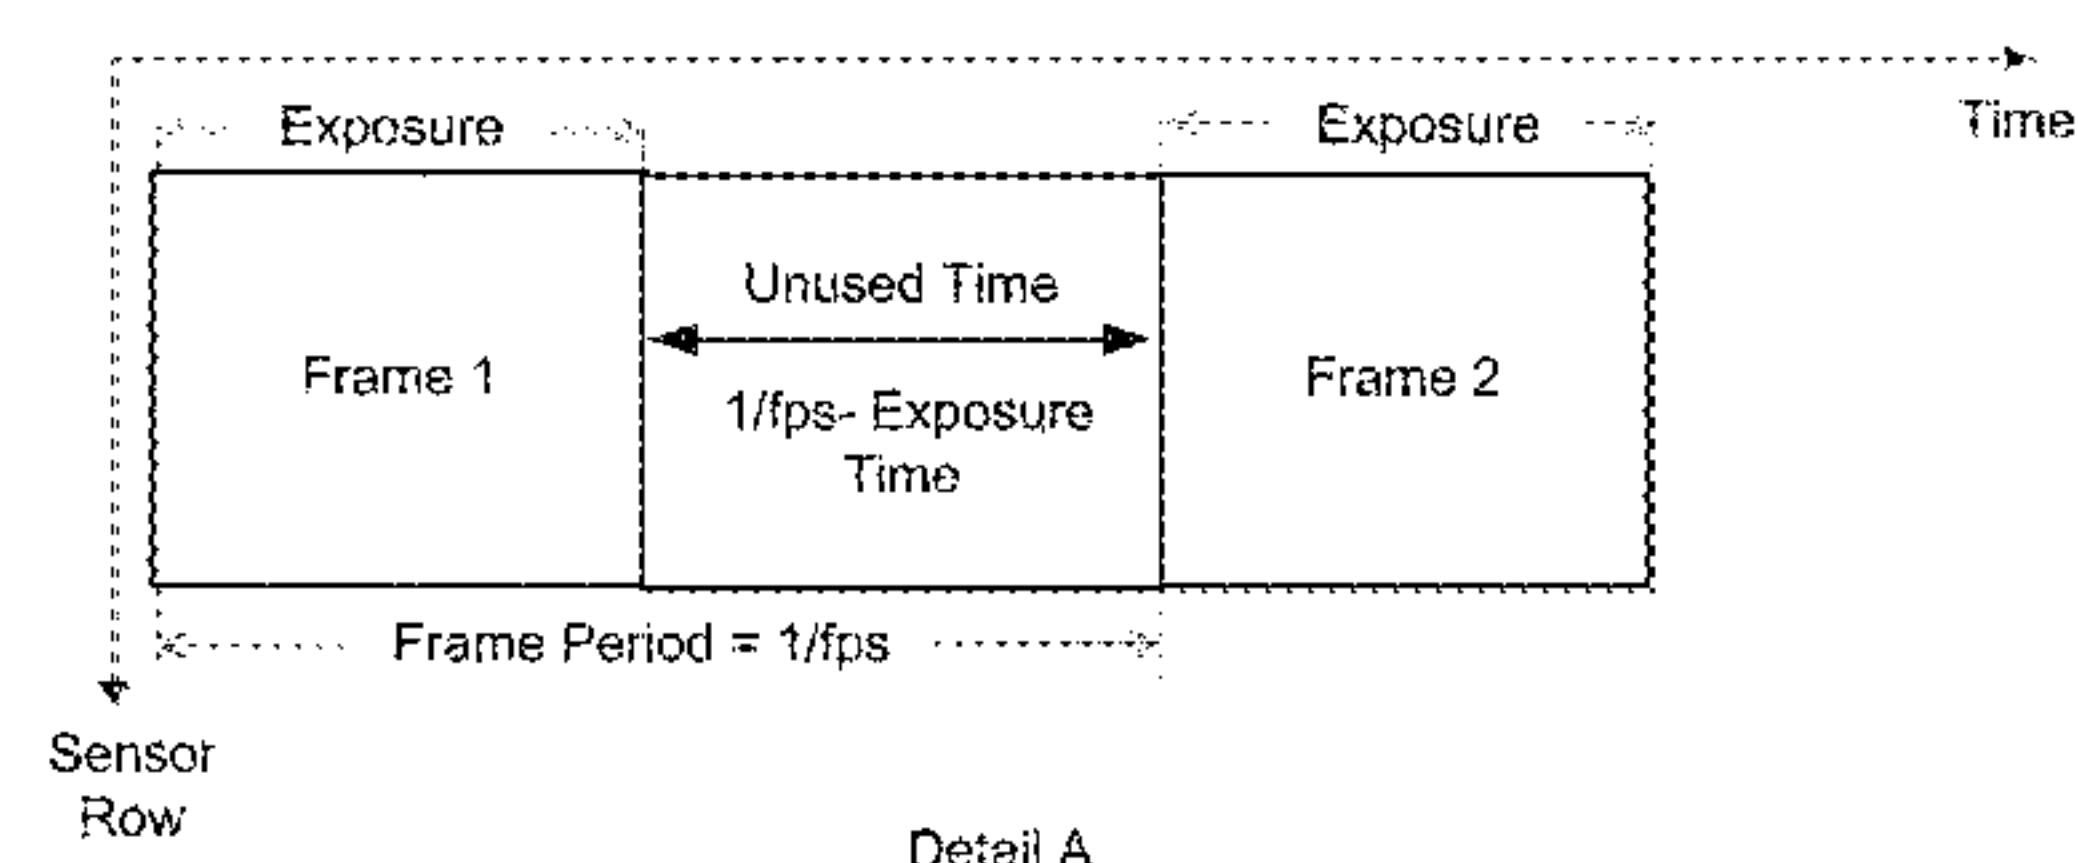 Exposure
Exposure
Time
Unused Time
Frame 1
1/fps- Exposure
Time
Frame 2
Frame Period = 1/fps
Sensor
Row
Detail A